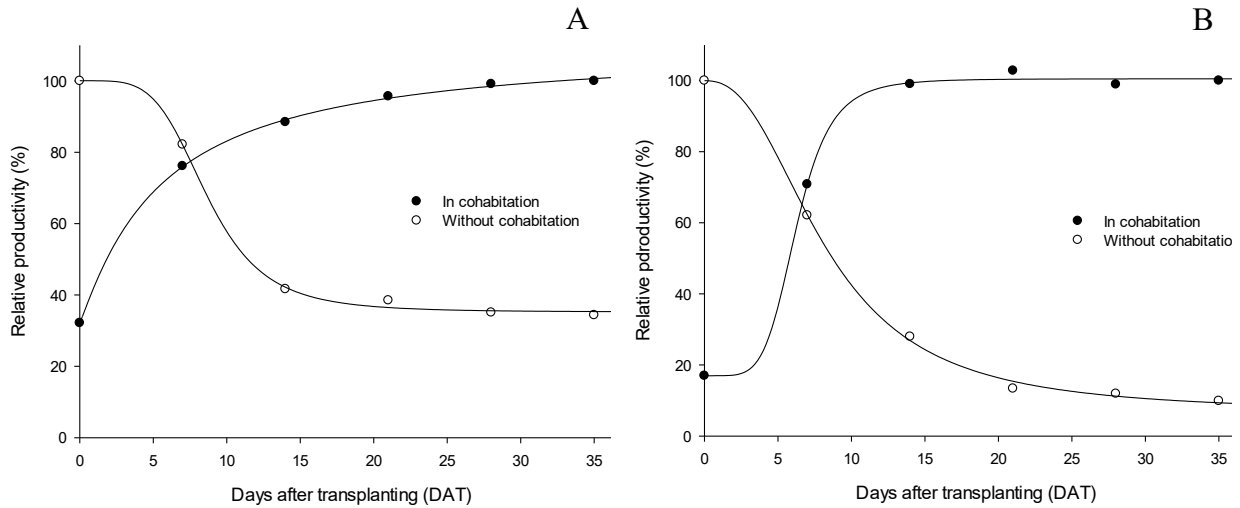 A
Relative productivity (%)
100
80
60
40
20
0
In cohabitation
Without cohabitation
0 5 10 15 20 25 30 35
Days after transplanting (DAT)
B
Relative pdroductivity (%)
100
80
60
40
20
0
In cohabitation
Without cohabitatio
0 5 10 15 20 25 30 35
Days after transplanting (DAT)